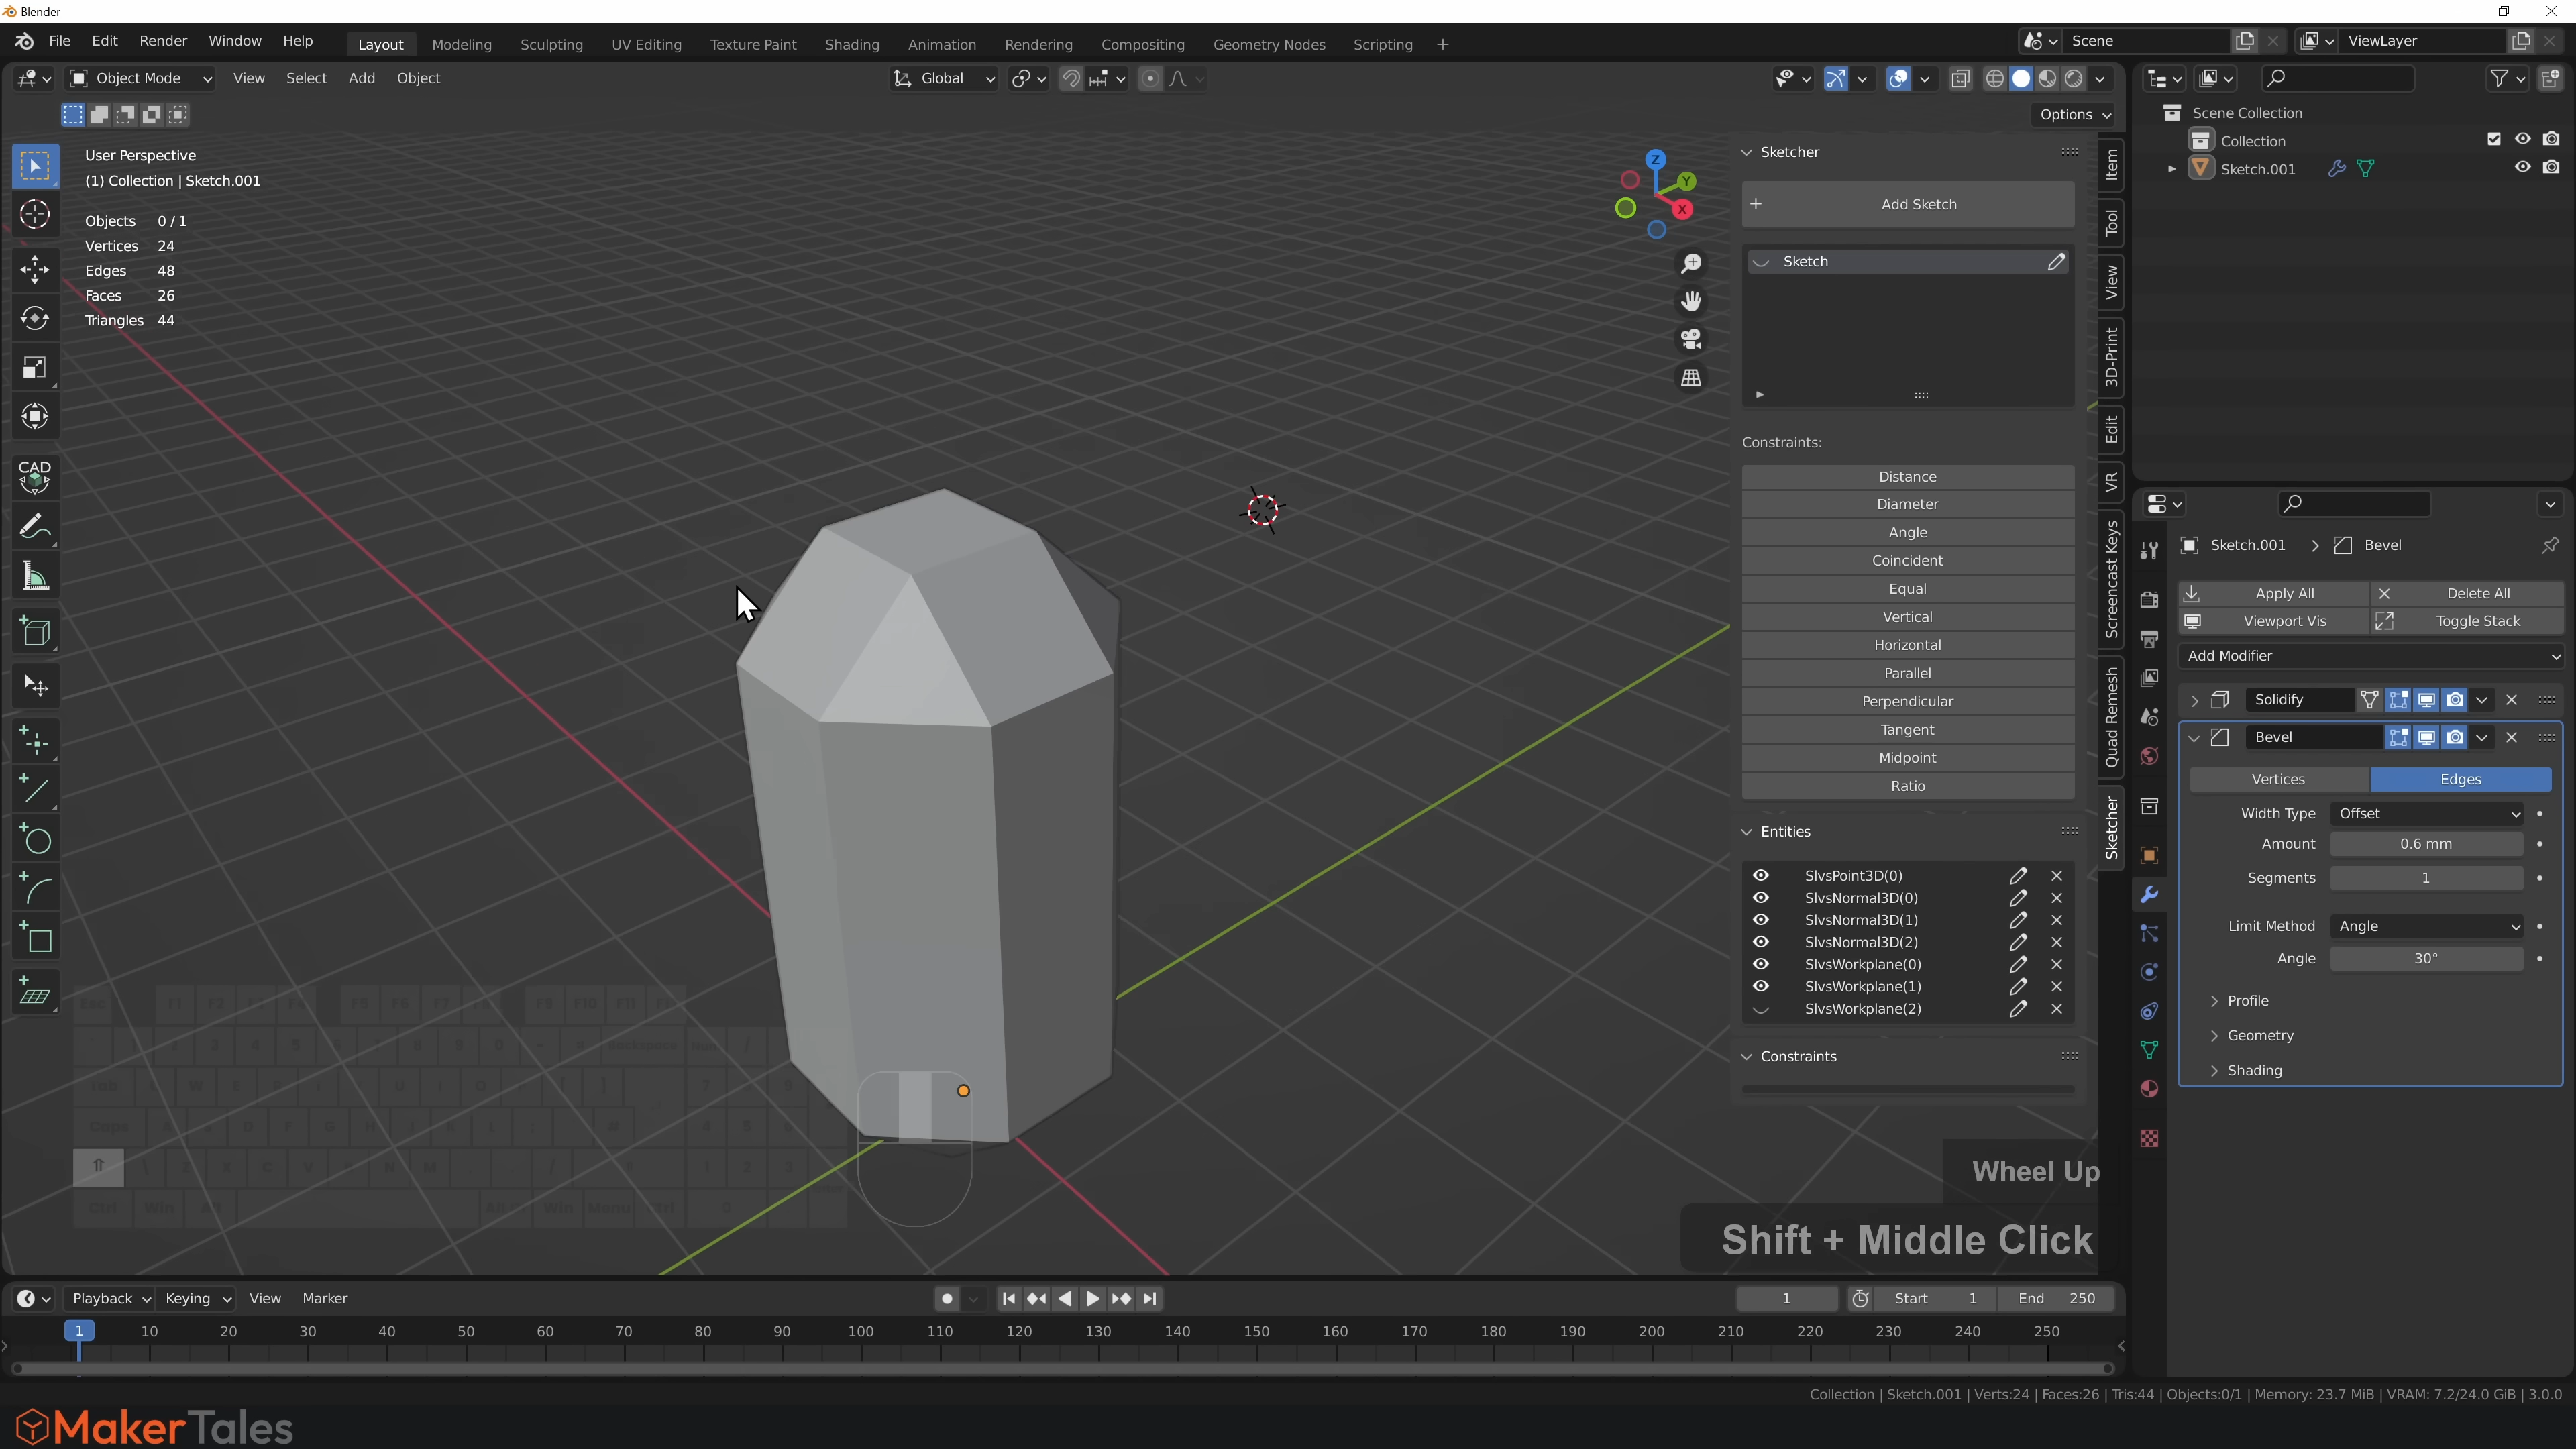 Blender
File Edit Render Window Help Layout Modeling Sculpting UV Editing Texture Paint Shading Animation Rendering Compositing Geometry Nodes Scripting + Scene ViewLayer
Object Mode View Select Add Object Global
Options
User Perspective
(1) Collection | Sketch.001
Objects 0 / 1
Vertices 24
Edges 48
Faces 26
Triangles 44
CAD
Z
Y
X
Sketcher
+ Add Sketch
Sketch
Constraints:
Distance
Diameter
Angle
Coincident
Equal
Vertical
Horizontal
Parallel
Perpendicular
Tangent
Midpoint
Ratio
Entities
SlvsPoint3D(0)
SlvsNormal3D(0)
SlvsNormal3D(1)
SlvsNormal3D(2)
SlvsWorkplane(0)
SlvsWorkplane(1)
SlvsWorkplane(2)
Constraints
Item
Tool
View
3D-Print
Edit
VR
Screencast Keys
Quad Remesh
Sketcher
Scene Collection
Collection
Sketch.001
Sketch.001 > Bevel
Apply All Delete All
Viewport Vis Toggle Stack
Add Modifier
Solidify
Bevel
Vertices Edges
Width Type Offset
Amount 0.6 mm
Segments 1
Limit Method Angle
Angle 30°
Profile
Geometry
Shading
Wheel Up
Shift + Middle Click
Playback Keying View Marker 1 Start 1 End 250
1 10 20 30 40 50 60 70 80 90 100 110 120 130 140 150 160 170 180 190 200 210 220 230 240 250
Collection | Sketch.001 | Verts:24 | Faces:26 | Tris:44 | Objects:0/1 | Memory: 23.7 MiB | VRAM: 7.2/24.0 GiB | 3.0.0
MakerTales